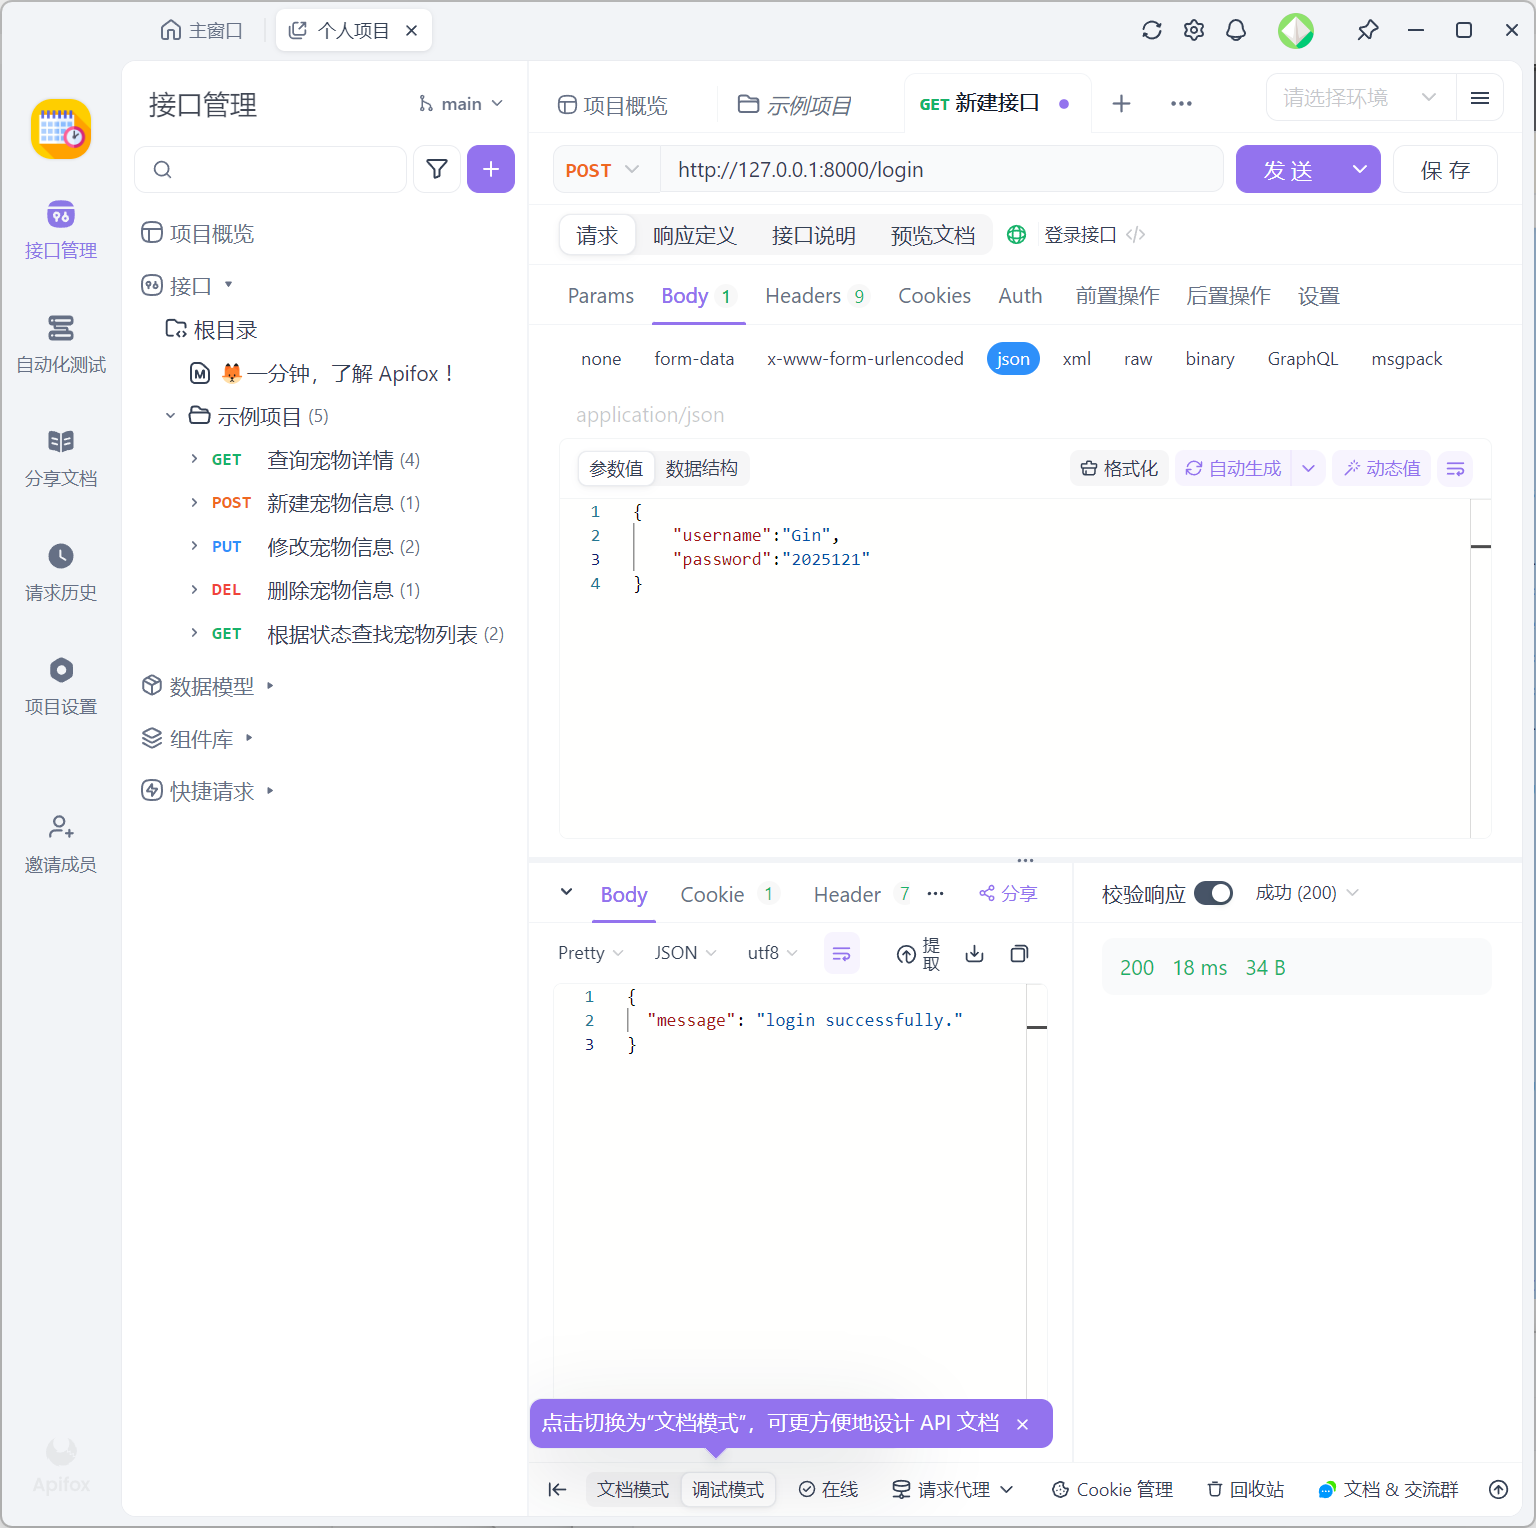 主窗口
个人项目
接口管理
自动化测试
分享文档
请求历史
项目设置
邀请成员
Apifox
接口管理
main
项目概览
接口
根目录
一分钟，了解 Apifox！
示例项目 (5)
GET 查询宠物详情 (4)
POST 新建宠物信息 (1)
PUT 修改宠物信息 (2)
DEL 删除宠物信息 (1)
GET 根据状态查找宠物列表 (2)
数据模型
组件库
快捷请求
项目概览 示例项目 GET 新建接口 请选择环境
POST http://127.0.0.1:8000/login 发送 保存
请求 响应定义 接口说明 预览文档 登录接口
Params Body 1 Headers 9 Cookies Auth 前置操作 后置操作 设置
none form-data x-www-form-urlencoded json xml raw binary GraphQL msgpack
application/json
参数值 数据结构 格式化 自动生成 动态值
1 {
2 "username":"Gin",
3 "password":"2025121"
4 }
Body Cookie 1 Header 7 分享
校验响应 成功 (200)
Pretty JSON utf8 提取
200 18 ms 34 B
1 {
2 "message": "login successfully."
3 }
点击切换为“文档模式”，可更方便地设计 API 文档
文档模式 调试模式 在线 请求代理 Cookie 管理 回收站 文档 & 交流群